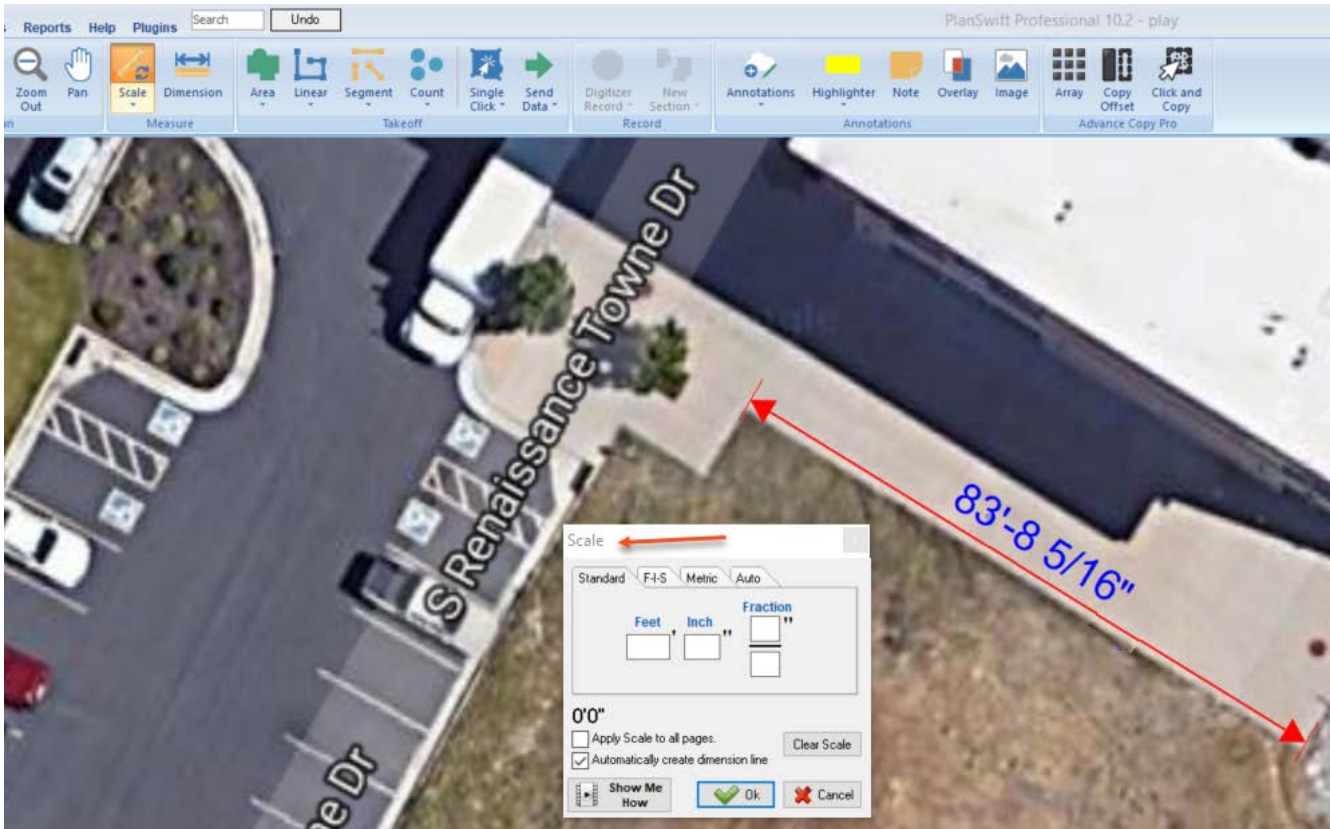 s Reports Help Plugins Search Undo PlanSwift Professional 10.2 - play
Zoom Out
Pan
Scale
Dimension
Area
Linear
Segment
Count
Single Click
Send Data
Digitizer Record
New Section
Annotations
Highlighter
Note
Overlay
Image
Array
Copy Offset
Click and Copy
Measure
Takeoff
Record
Annotations
Advance Copy Pro
S Renaissance Towne Dr
83'-8 5/16"
Scale
Standard F-I-S Metric Auto
Fraction
Feet ' Inch " "
0'0"
Apply Scale to all pages.
Clear Scale
Automatically create dimension line
Show Me How
Ok
Cancel
ne Dr